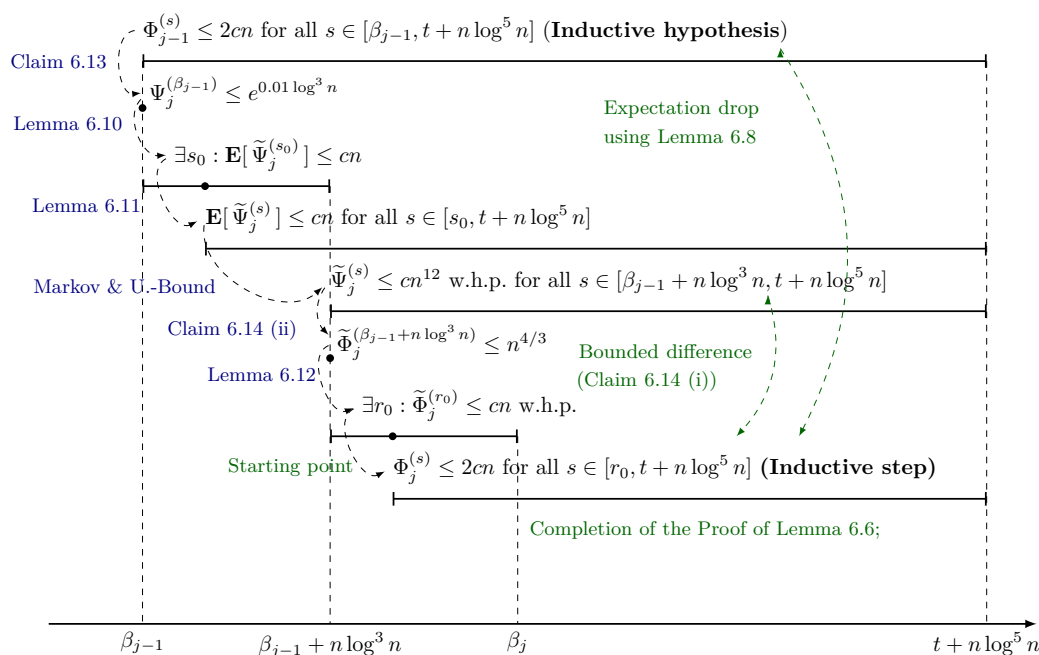 Φ_{j−1}^{(s)} ≤ 2cn for all s ∈ [β_{j−1}, t + n log^5 n] (Inductive hypothesis)
Claim 6.13
Ψ_j^{(β_{j−1})} ≤ e^{0.01 log^3 n}
Expectation drop
using Lemma 6.8
Lemma 6.10
∃s_0 : E[ Ψ̃_j^{(s_0)} ] ≤ cn
Lemma 6.11
E[ Ψ̃_j^{(s)} ] ≤ cn for all s ∈ [s_0, t + n log^5 n]
Markov & U.-Bound
Ψ̃_j^{(s)} ≤ cn^{12} w.h.p. for all s ∈ [β_{j−1} + n log^3 n, t + n log^5 n]
Claim 6.14 (ii)
Φ̃_j^{(β_{j−1}+n log^3 n)} ≤ n^{4/3}
Bounded difference
(Claim 6.14 (i))
Lemma 6.12
∃r_0 : Φ̃_j^{(r_0)} ≤ cn w.h.p.
Starting point
Φ_j^{(s)} ≤ 2cn for all s ∈ [r_0, t + n log^5 n] (Inductive step)
Completion of the Proof of Lemma 6.6;
β_{j−1} β_{j−1} + n log^3 n β_j t + n log^5 n